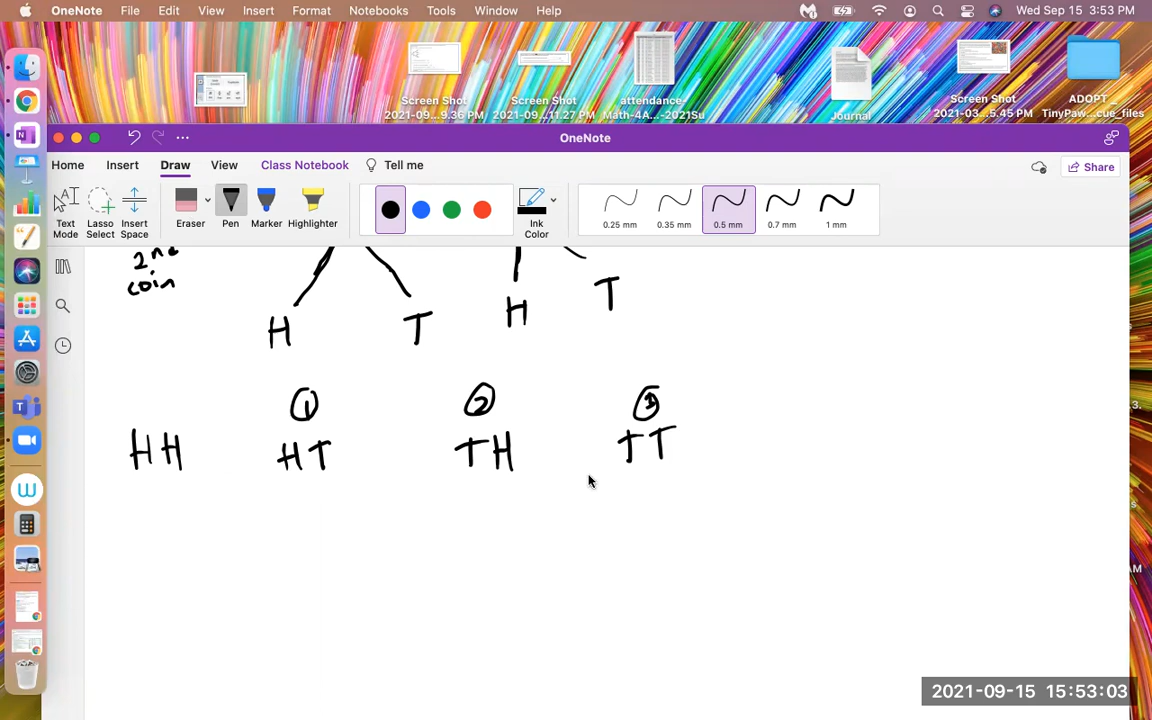 OneNote File Edit View Insert Format Notebooks Tools Window Help Wed Sep 15 3:53 PM
Screen Shot
2021-09...9.36 PM
Screen Shot
2021-09...11.27 PM
attendance-
Math-4A...-2021Su
Journal
Screen Shot
2021-03...5.45 PM
ADOPT _
TinyPaw...cue_files
OneNote
Home Insert Draw View Class Notebook Tell me Share
Text Mode
Lasso Select
Insert Space
Eraser
Pen
Marker
Highlighter
Ink Color
0.25 mm 0.35 mm 0.5 mm 0.7 mm 1 mm
2nd
coin
H T H T
1 2 3
HH HT TH TT
3.
AM
2021-09-15 15:53:03